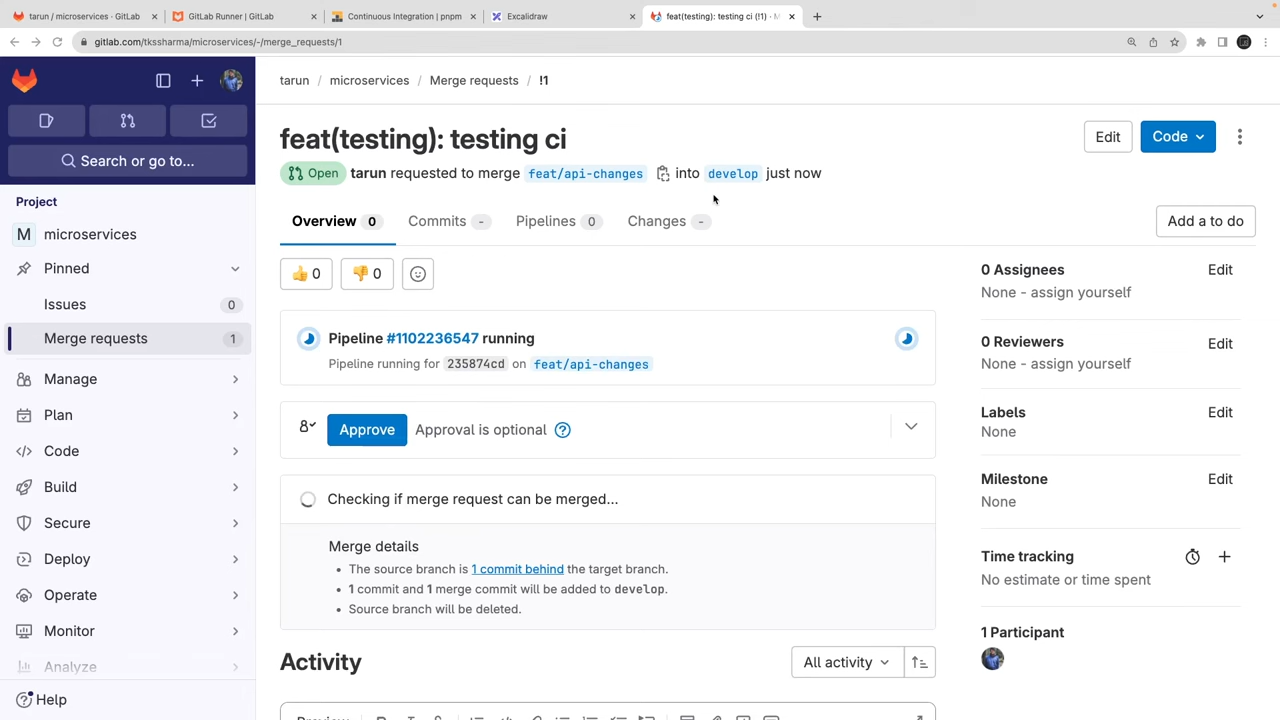 tarun / microservices · GitLab
GitLab Runner | GitLab
Continuous Integration | pnpm
Excalidraw
feat(testing): testing ci (!1) · M
gitlab.com/tkssharma/microservices/-/merge_requests/1
tarun / microservices / Merge requests / !1
Search or go to...
Project
M microservices
Pinned
Issues 0
Merge requests 1
Manage
Plan
Code
Build
Secure
Deploy
Operate
Monitor
Analyze
Help
feat(testing): testing ci
Edit
Code
Open tarun requested to merge feat/api-changes into develop just now
Overview 0
Commits -
Pipelines 0
Changes -
Add a to do
👍 0
👎 0
Pipeline #1102236547 running
Pipeline running for 235874cd on feat/api-changes
Approve Approval is optional
Checking if merge request can be merged...
Merge details
• The source branch is 1 commit behind the target branch.
• 1 commit and 1 merge commit will be added to develop.
• Source branch will be deleted.
Activity
All activity
0 Assignees Edit
None - assign yourself
0 Reviewers Edit
None - assign yourself
Labels Edit
None
Milestone Edit
None
Time tracking
No estimate or time spent
1 Participant
Preview